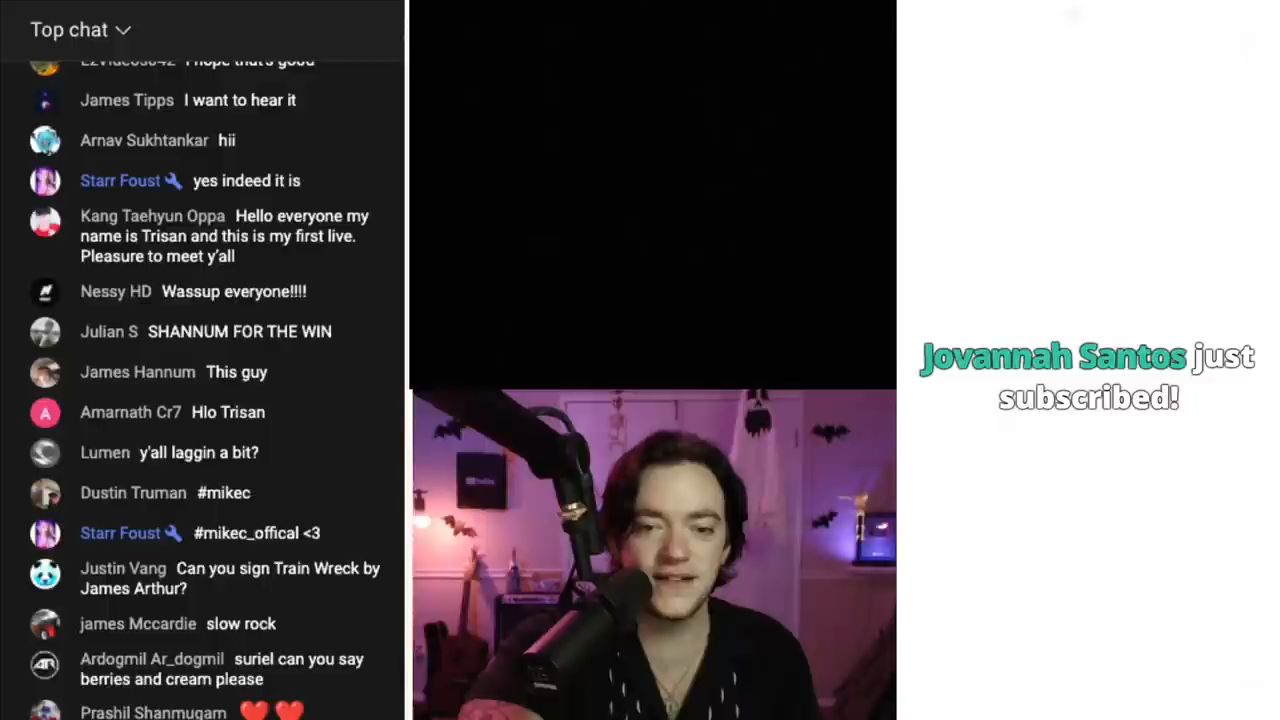 Top chat
I hope that's good
James Tipps I want to hear it
Arnav Sukhtankar hii
Starr Foust yes indeed it is
Kang Taehyun Oppa Hello everyone my
name is Trisan and this is my first live.
Pleasure to meet y'all
Nessy HD Wassup everyone!!!!
Julian S SHANNUM FOR THE WIN
James Hannum This guy
Amarnath Cr7 Hlo Trisan
A
Lumen y'all laggin a bit?
Dustin Truman #mikec
Starr Foust #mikec_offical <3
Justin Vang Can you sign Train Wreck by
James Arthur?
james Mccardie slow rock
Ardogmil Ar_dogmil suriel can you say
berries and cream please
AR
Prashil Shanmugam ❤️❤️
Jovannah Santos just
subscribed!